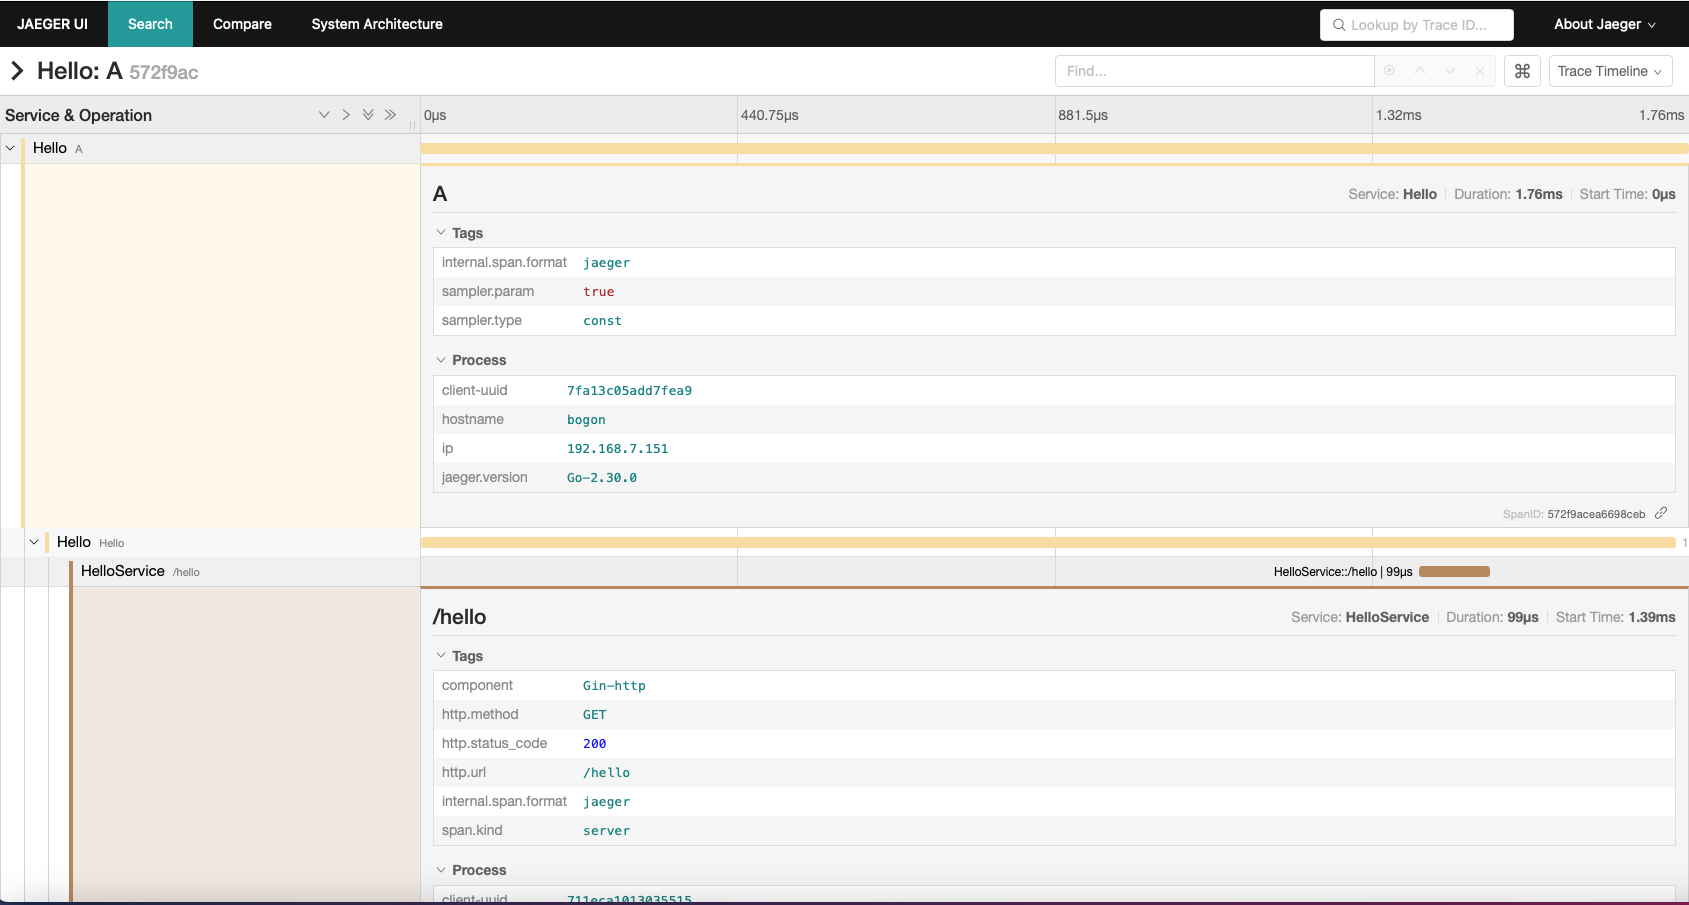 JAEGER UI Search Compare System Architecture Lookup by Trace ID... About Jaeger
Hello: A 572f9ac Find... ⌘ Trace Timeline
Service & Operation 0μs 440.75μs 881.5μs 1.32ms 1.76ms
Hello A
A Service: Hello Duration: 1.76ms Start Time: 0μs
Tags
internal.span.format jaeger
sampler.param true
sampler.type const
Process
client-uuid 7fa13c05add7fea9
hostname bogon
ip 192.168.7.151
jaeger.version Go-2.30.0
SpanID: 572f9acea6698ceb
Hello Hello 1
HelloService /hello HelloService::/hello | 99μs
/hello Service: HelloService Duration: 99μs Start Time: 1.39ms
Tags
component Gin-http
http.method GET
http.status_code 200
http.url /hello
internal.span.format jaeger
span.kind server
Process
client-uuid 711eca1013035515